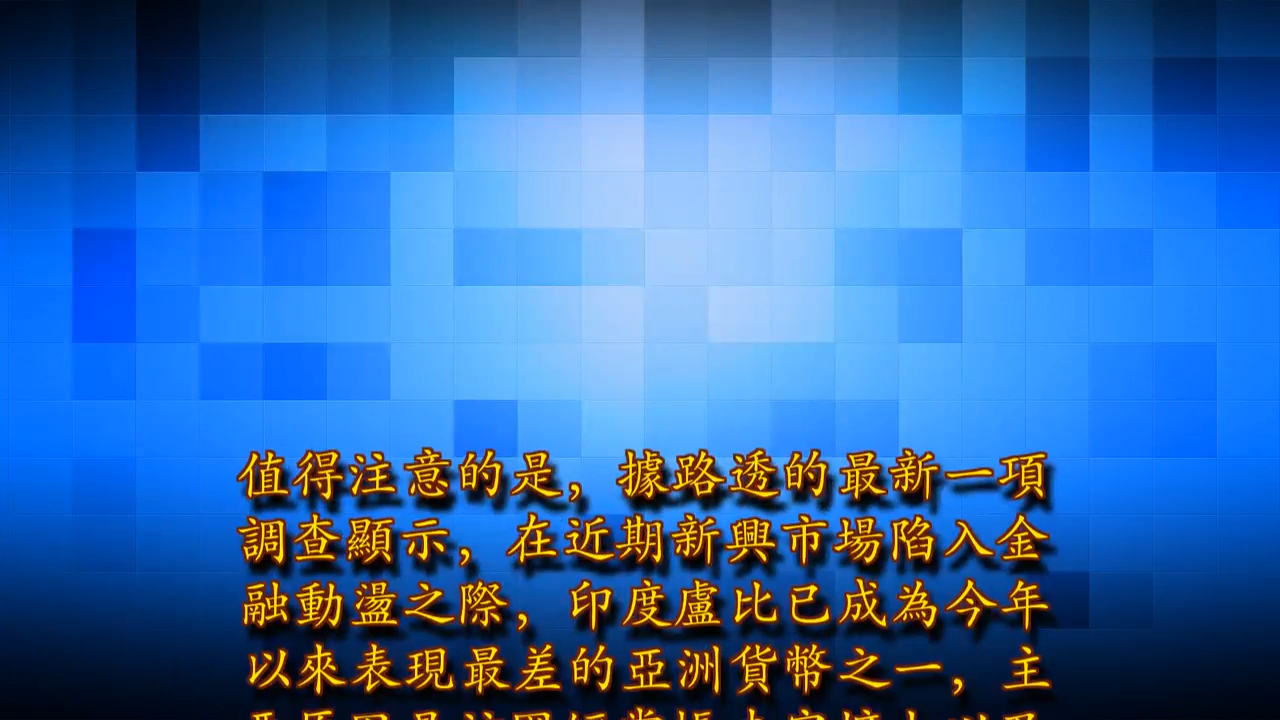 值得注意的是，據路透的最新一項
調查顯示，在近期新興市場陷入金
融動盪之際，印度盧比已成為今年
以來表現最差的亞洲貨幣之一，主